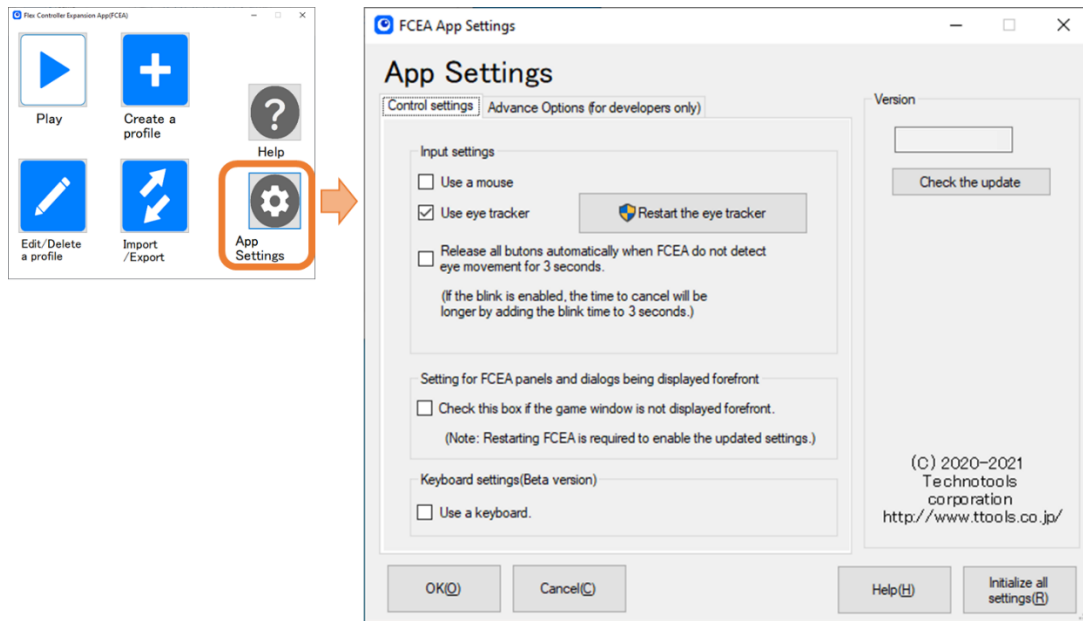 Flex Controller Expansion App(FCEA)
Play
Create a
profile
Help
Edit/Delete
a profile
Import
/Export
App
Settings
FCEA App Settings
App Settings
Control settings
Advance Options (for developers only)
Input settings
Use a mouse
Use eye tracker
Restart the eye tracker
Release all butons automatically when FCEA do not detect
eye movement for 3 seconds.
(If the blink is enabled, the time to cancel will be
longer by adding the blink time to 3 seconds.)
Setting for FCEA panels and dialogs being displayed forefront
Check this box if the game window is not displayed forefront.
(Note: Restarting FCEA is required to enable the updated settings.)
Keyboard settings(Beta version)
Use a keyboard.
Version
Check the update
(C) 2020-2021
Technotools
corporation
http://www.ttools.co.jp/
OK(O)
Cancel(C)
Help(H)
Initialize all
settings(R)